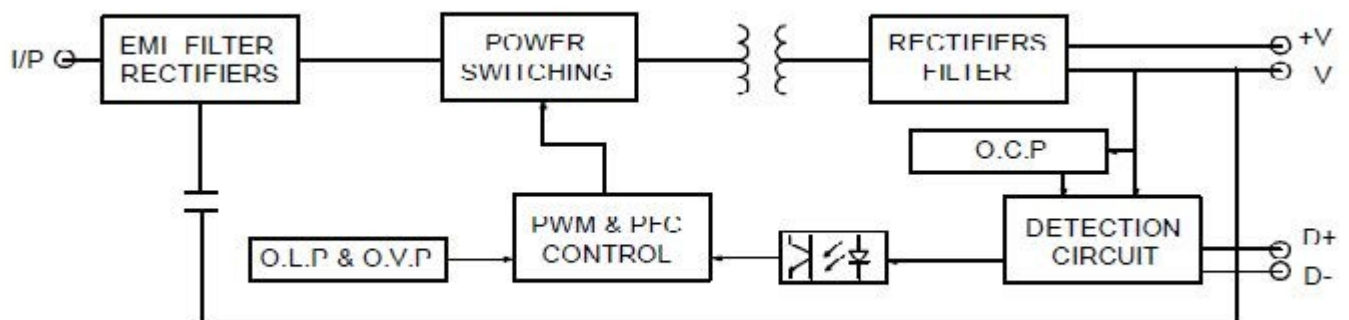 I/P
EMI FILTER
RECTIFIERS
POWER
SWITCHING
RECTIFIERS
FILTER
+V
V
O.C.P
PWM & PFC
CONTROL
O.L.P & O.V.P
DETECTION
CIRCUIT
D+
D-